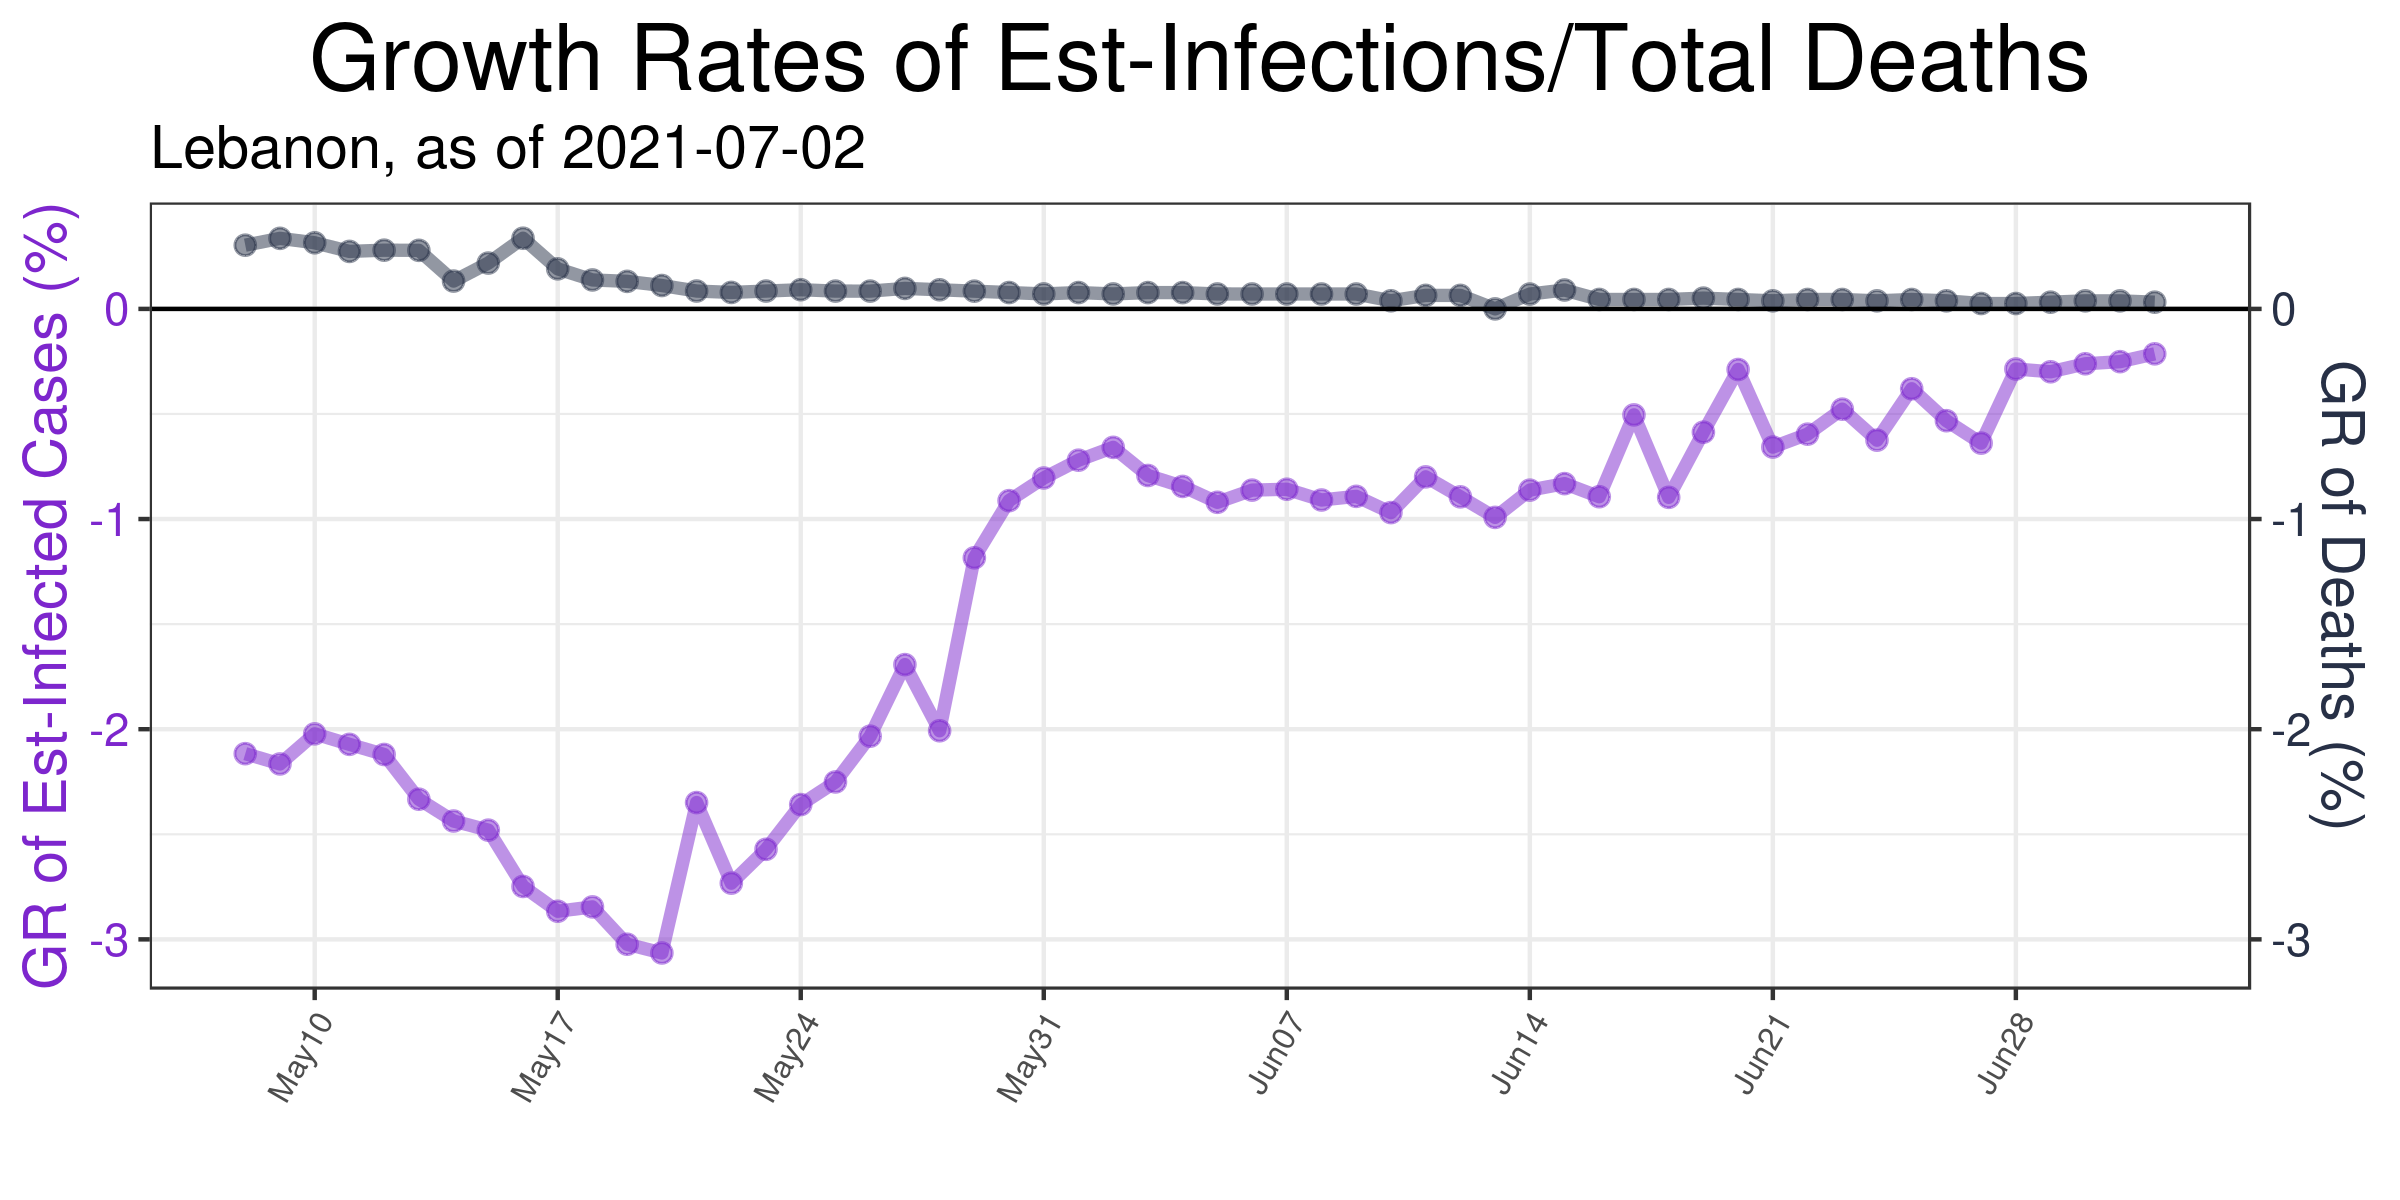 Growth Rates of Est-Infections/Total Deaths
Lebanon, as of 2021-07-02
GR of Est-Infected Cases (%)
0
-1
-2
-3
0
-1
-2
-3
GR of Deaths (%)
May10
May17
May24
May31
Jun07
Jun14
Jun21
Jun28